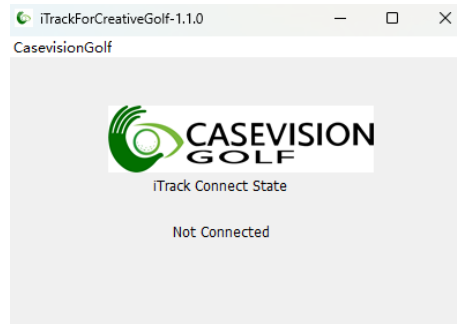 iTrackForCreativeGolf-1.1.0
CasevisionGolf
CASEVISION
GOLF
iTrack Connect State
Not Connected